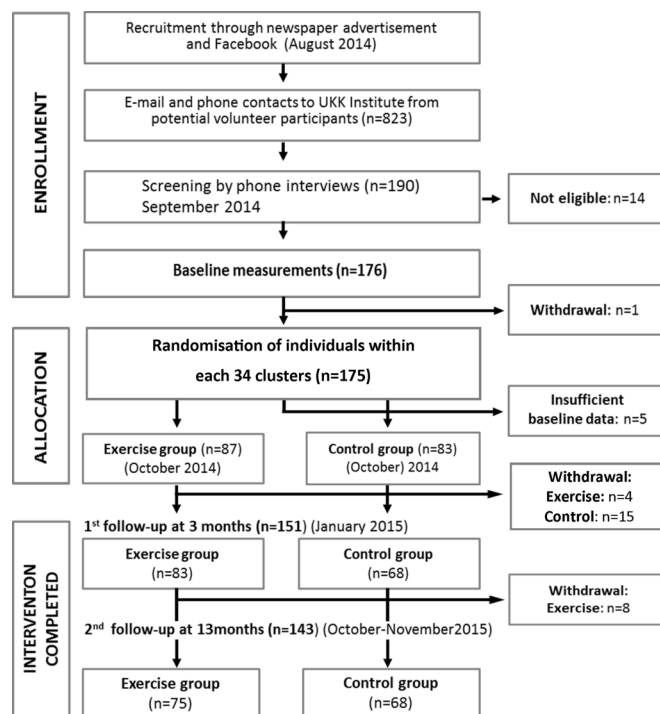 ENROLLMENT
Recruitment through newspaper advertisement
and Facebook (August 2014)
E-mail and phone contacts to UKK Institute from
potential volunteer participants (n=823)
Screening by phone interviews (n=190)
September 2014
Not eligible: n=14
Baseline measurements (n=176)
Withdrawal: n=1
ALLOCATION
Randomisation of individuals within
each 34 clusters (n=175)
Insufficient
baseline data: n=5
Exercise group (n=87)
(October 2014)
Control group (n=83)
(October) 2014
Withdrawal:
Exercise: n=4
Control: n=15
INTERVENTON
COMPLETED
1st follow-up at 3 months (n=151) (January 2015)
Exercise group
(n=83)
Control group
(n=68)
Withdrawal:
Exercise: n=8
2nd follow-up at 13months (n=143) (October-November2015)
Exercise group
(n=75)
Control group
(n=68)